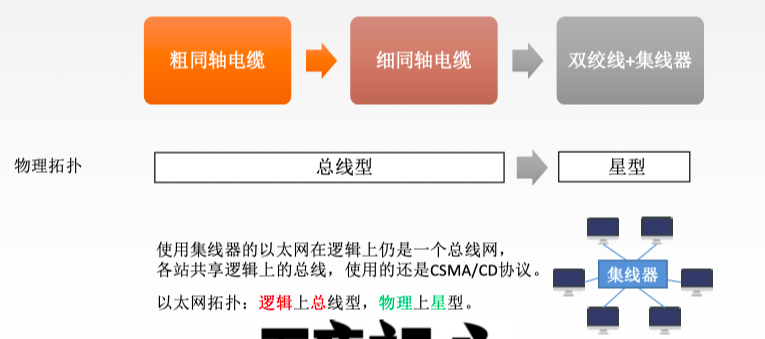 粗同轴电缆
细同轴电缆
双绞线+集线器
物理拓扑
总线型
星型
使用集线器的以太网在逻辑上仍是一个总线网，
各站共享逻辑上的总线，使用的还是CSMA/CD协议。
集线器
以太网拓扑：逻辑上总线型，物理上星型。